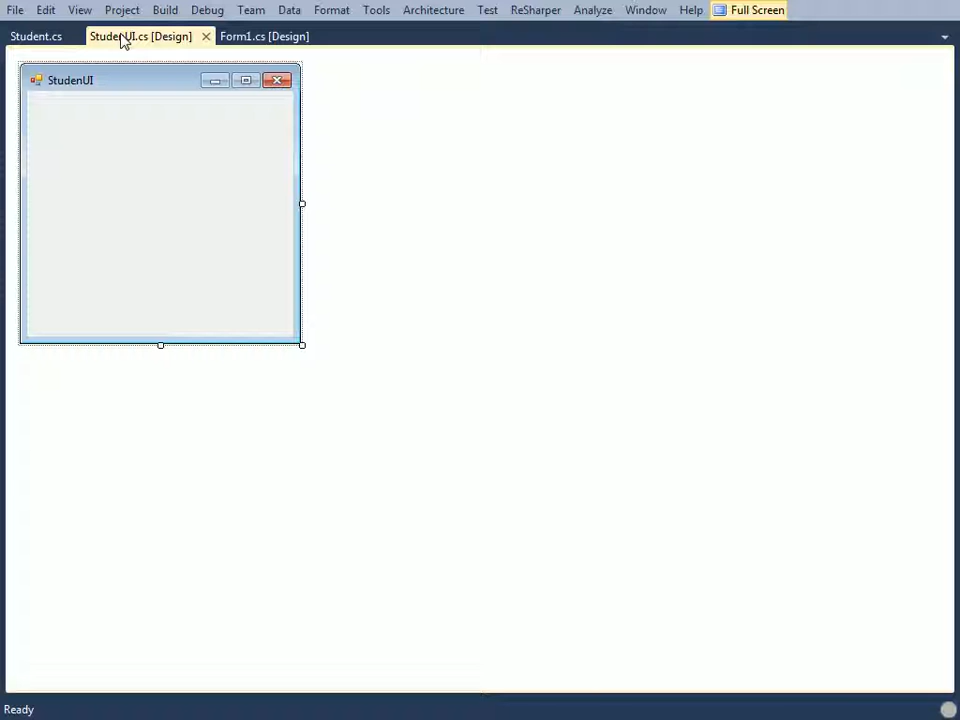 File Edit View Project Build Debug Team Data Format Tools Architecture Test ReSharper Analyze Window Help Full Screen
Student.cs StudenUI.cs [Design] Form1.cs [Design]
StudenUI
Ready